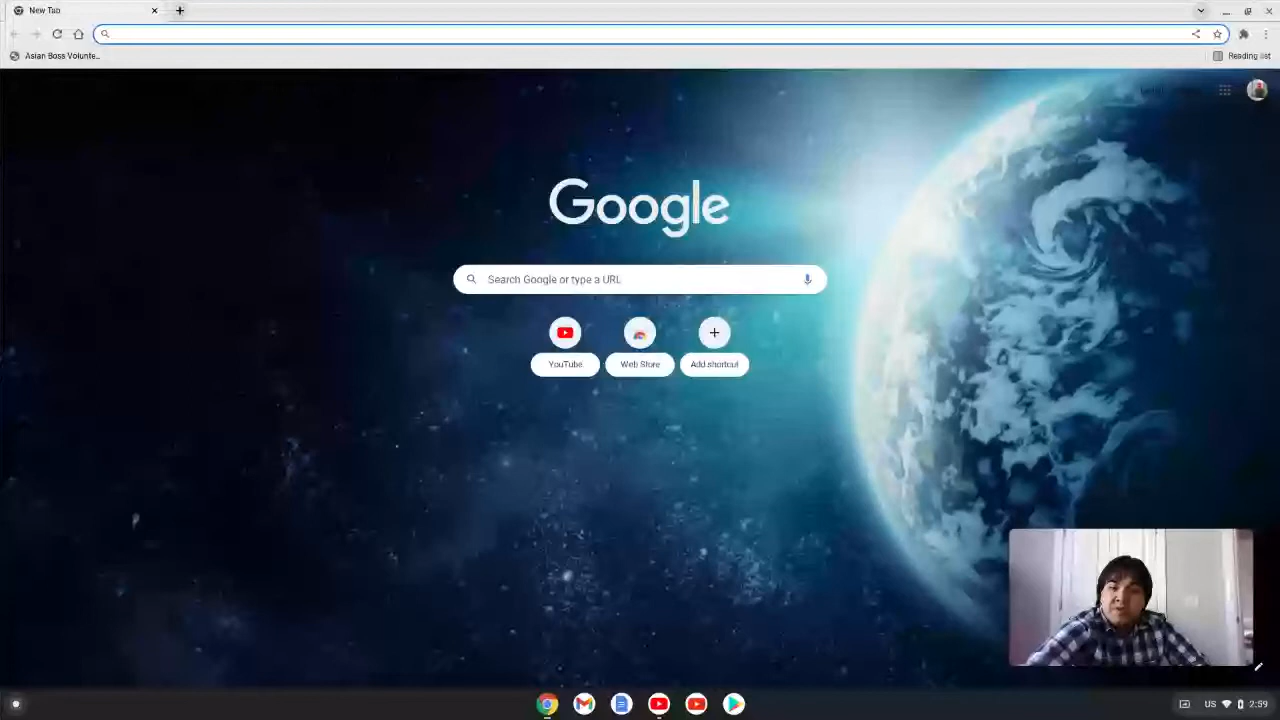 New Tab
Asian Boss Volunte...
Reading list
Google
Search Google or type a URL
YouTube
Web Store
Add shortcut
US
2:59